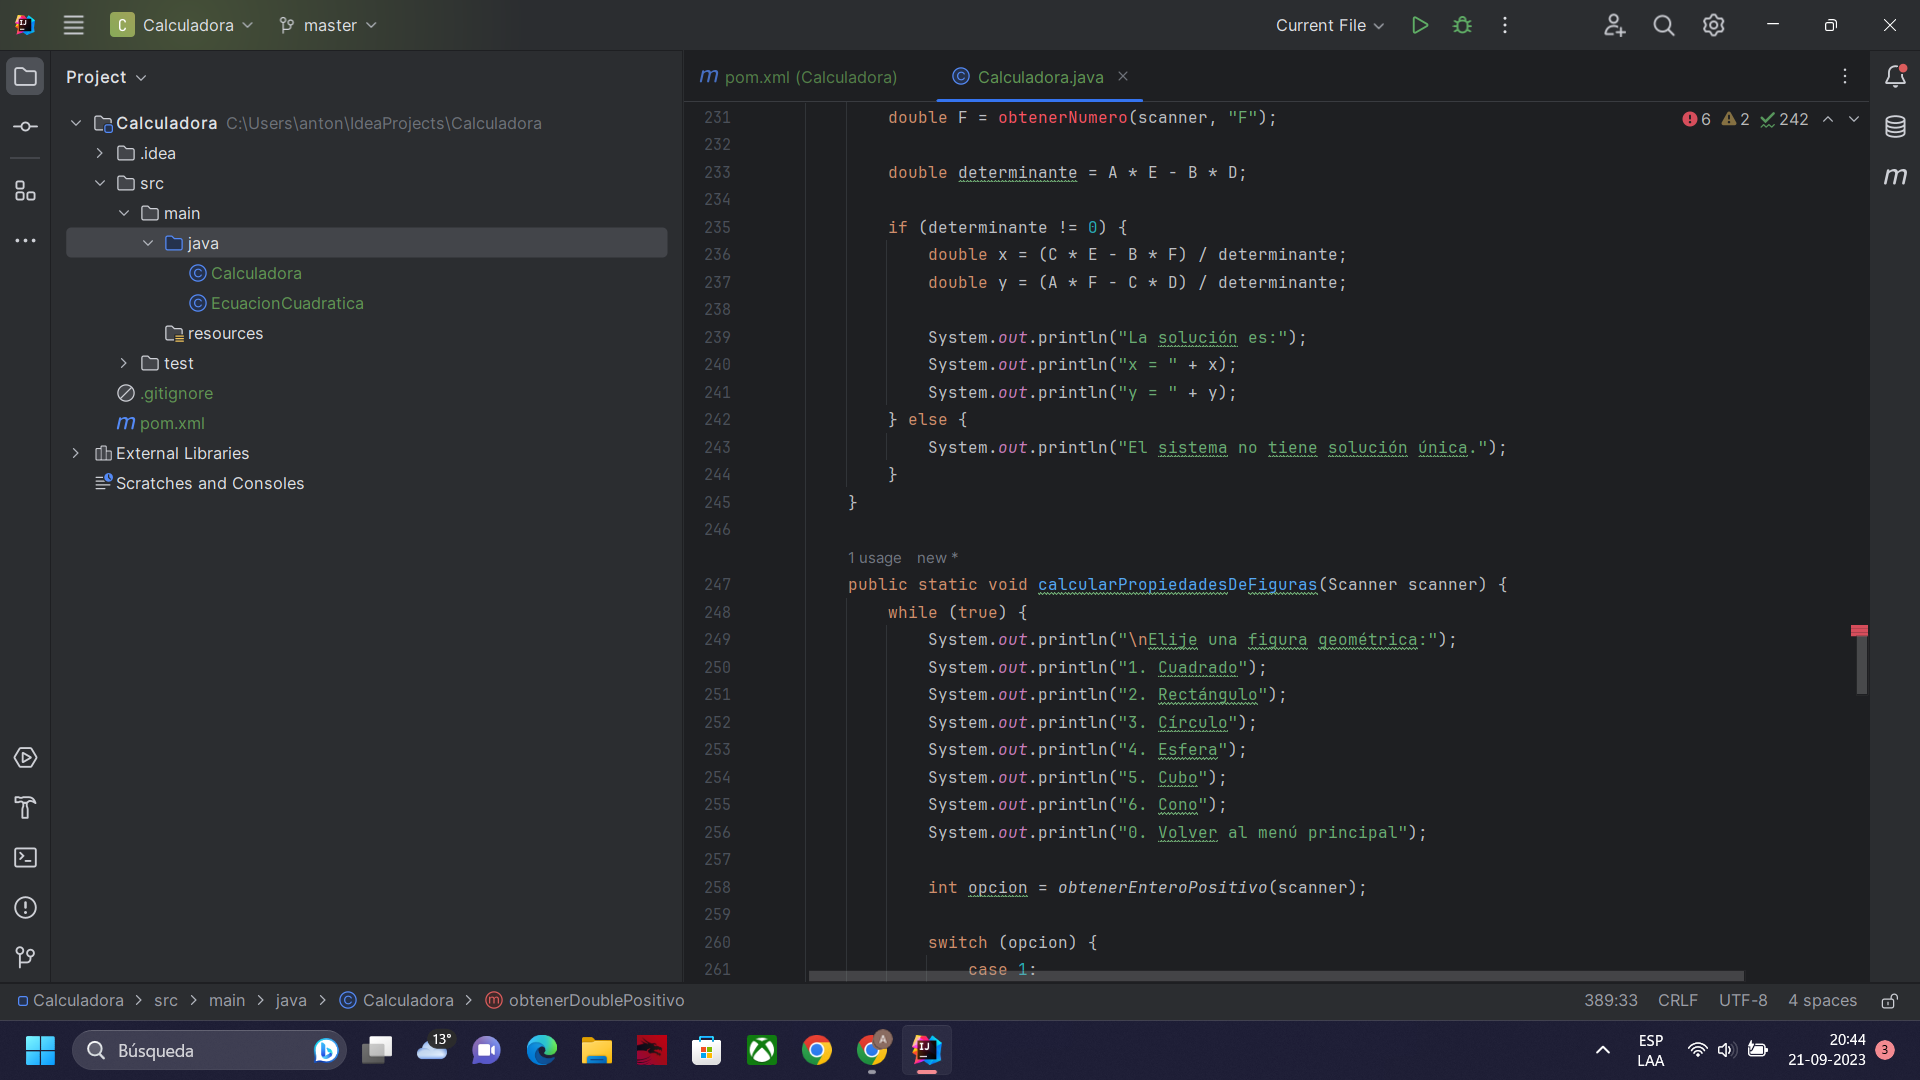 Calculadora
master
Current File
Project
Calculadora C:\Users\anton\IdeaProjects\Calculadora
.idea
src
main
java
Calculadora
EcuacionCuadratica
resources
test
.gitignore
pom.xml
External Libraries
Scratches and Consoles
pom.xml (Calculadora)
Calculadora.java
6 2 242
231 double F = obtenerNumero(scanner, "F");
232
233 double determinante = A * E - B * D;
234
235 if (determinante != 0) {
236 double x = (C * E - B * F) / determinante;
237 double y = (A * F - C * D) / determinante;
238
239 System.out.println("La solución es:");
240 System.out.println("x = " + x);
241 System.out.println("y = " + y);
242 } else {
243 System.out.println("El sistema no tiene solución única.");
244 }
245 }
246
1 usage new *
247 public static void calcularPropiedadesDeFiguras(Scanner scanner) {
248 while (true) {
249 System.out.println("\nElije una figura geométrica:");
250 System.out.println("1. Cuadrado");
251 System.out.println("2. Rectángulo");
252 System.out.println("3. Círculo");
253 System.out.println("4. Esfera");
254 System.out.println("5. Cubo");
255 System.out.println("6. Cono");
256 System.out.println("0. Volver al menú principal");
257
258 int opcion = obtenerEnteroPositivo(scanner);
259
260 switch (opcion) {
261 case 1:
Calculadora > src > main > java > Calculadora > obtenerDoublePositivo
389:33 CRLF UTF-8 4 spaces
Búsqueda
13°
ESP
LAA
20:44
21-09-2023
3